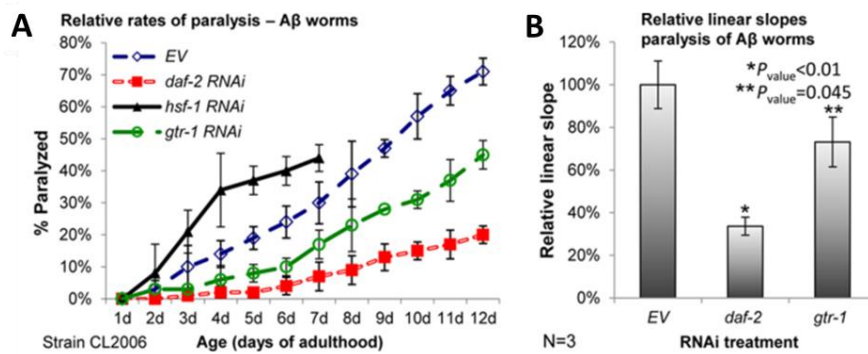 A
Relative rates of paralysis – Aβ worms
80%
70%
60%
50%
40%
30%
20%
10%
0%
% Paralyzed
EV
daf-2 RNAi
hsf-1 RNAi
gtr-1 RNAi
1d 2d 3d 4d 5d 6d 7d 8d 9d 10d 11d 12d
Strain CL2006
Age (days of adulthood)
B
Relative linear slopes
paralysis of Aβ worms
120%
100%
80%
60%
40%
20%
0%
Relative linear slope
*Pvalue<0.01
**Pvalue=0.045
*
**
EV daf-2 gtr-1
N=3
RNAi treatment